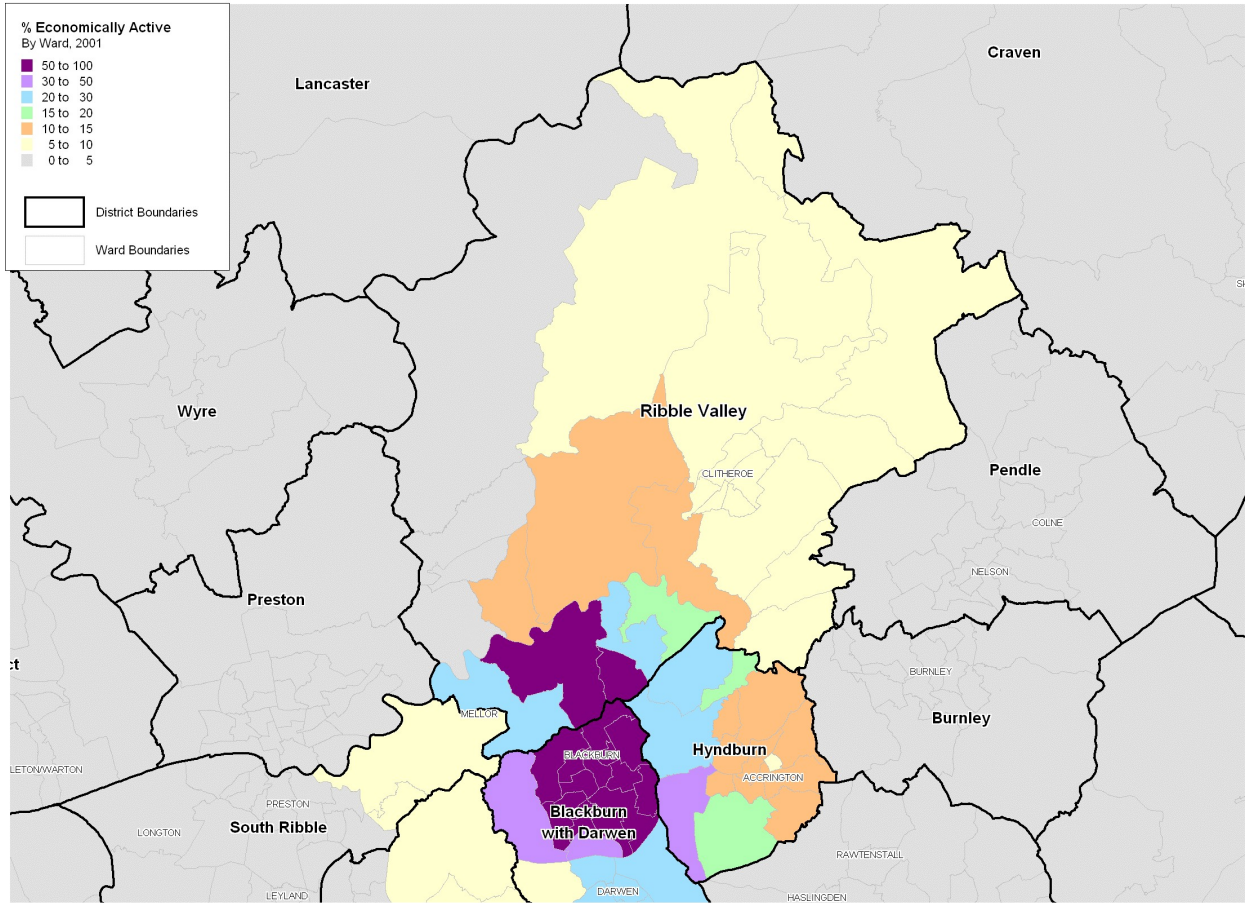 % Economically Active
By Ward, 2001
50 to 100
30 to 50
20 to 30
15 to 20
10 to 15
5 to 10
0 to 5
District Boundaries
Ward Boundaries
Lancaster
Craven
Wyre
Ribble Valley
CLITHEROE
Pendle
COLNE
NELSON
Preston
ct
BURNLEY
Burnley
MELLOR
Hyndburn
BLACKBURN
LETON/WARTON
ACCRINGTON
PRESTON
South Ribble
LONGTON
Blackburn
with Darwen
RAWTENSTALL
LEYLAND
DARWEN
HASLINGDEN